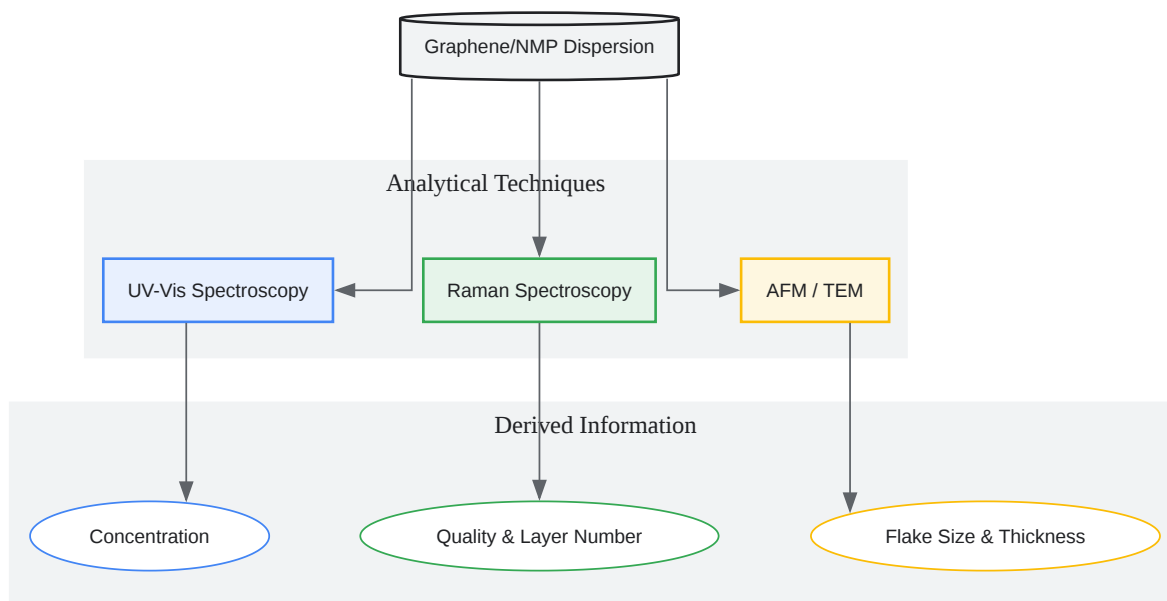 Graphene/NMP Dispersion
Analytical Techniques
UV-Vis Spectroscopy
Raman Spectroscopy
AFM / TEM
Derived Information
Concentration
Quality & Layer Number
Flake Size & Thickness